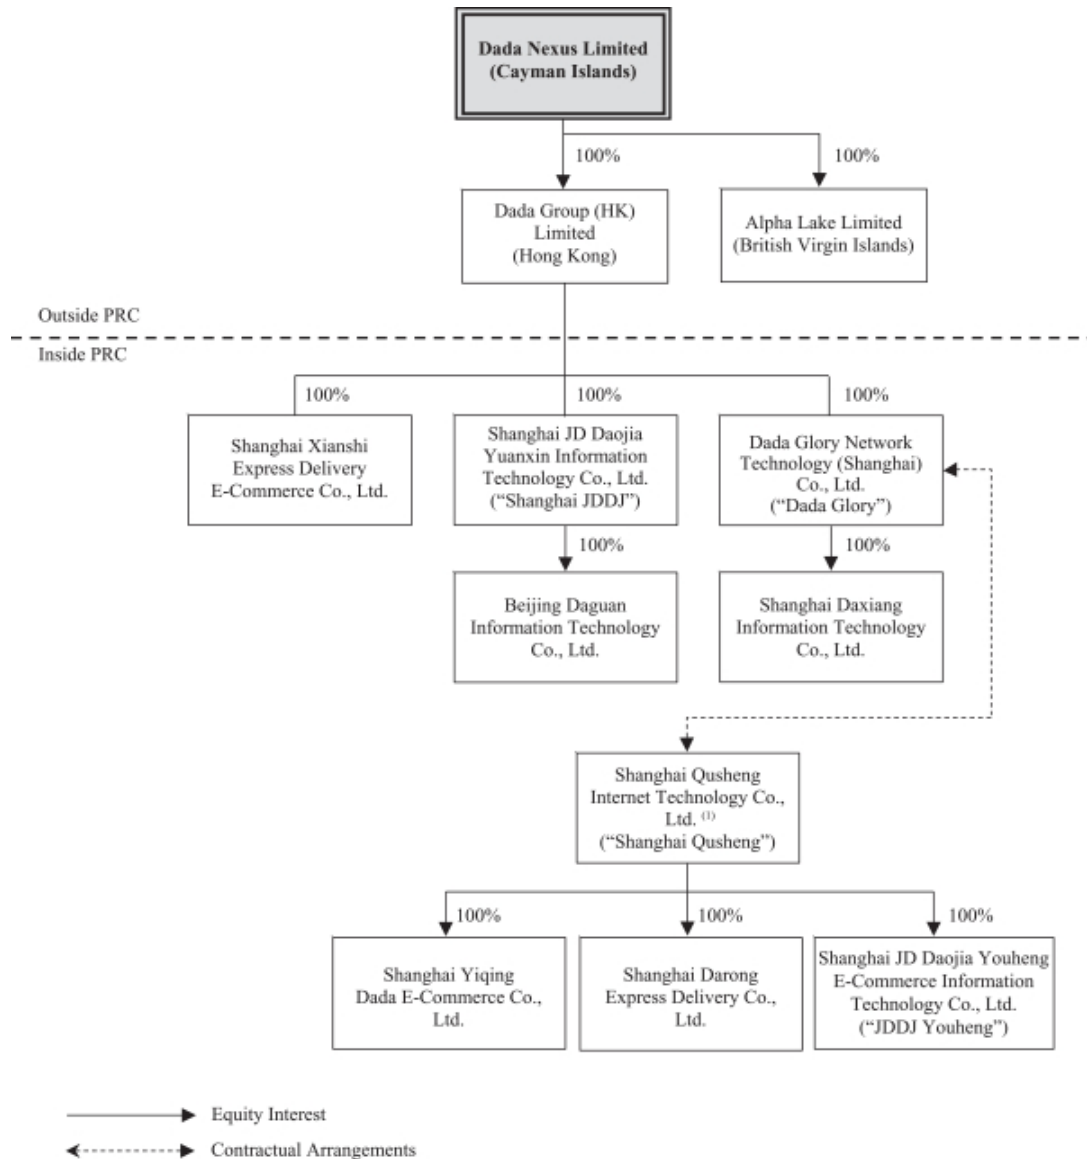 Dada Nexus Limited
(Cayman Islands)
100%
100%
Dada Group (HK)
Limited
(Hong Kong)
Alpha Lake Limited
(British Virgin Islands)
Outside PRC
Inside PRC
100%
100%
100%
Shanghai Xianshi
Express Delivery
E-Commerce Co., Ltd.
Shanghai JD Daojia
Yuanxin Information
Technology Co., Ltd.
(“Shanghai JDDJ”)
Dada Glory Network
Technology (Shanghai)
Co., Ltd.
(“Dada Glory”)
100%
100%
Beijing Daguan
Information Technology
Co., Ltd.
Shanghai Daxiang
Information Technology
Co., Ltd.
Shanghai Qusheng
Internet Technology Co.,
Ltd. (1)
(“Shanghai Qusheng”)
100%
100%
100%
Shanghai Yiqing
Dada E-Commerce Co.,
Ltd.
Shanghai Darong
Express Delivery Co.,
Ltd.
Shanghai JD Daojia Youheng
E-Commerce Information
Technology Co., Ltd.
(“JDDJ Youheng”)
Equity Interest
Contractual Arrangements